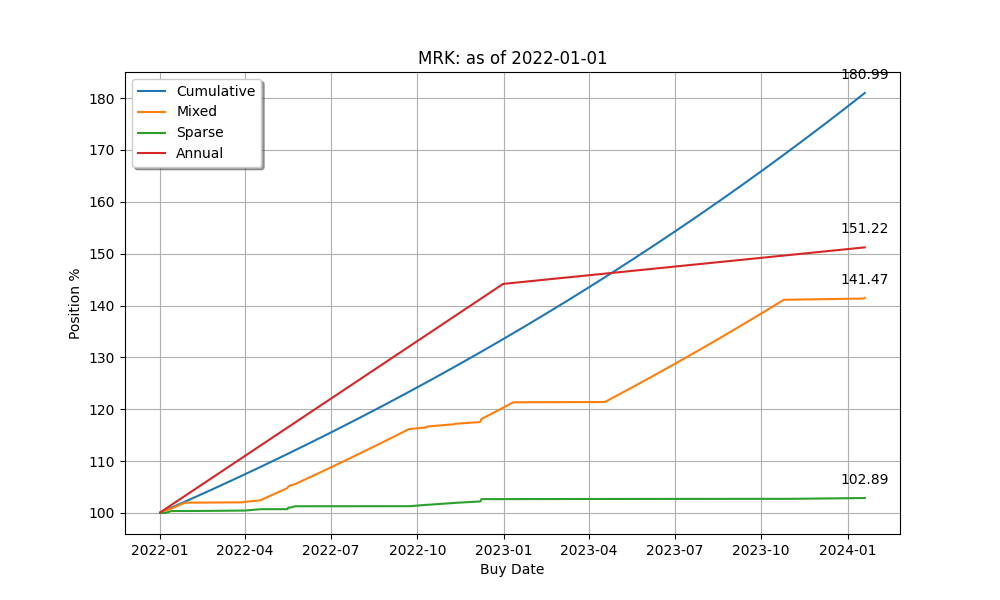 MRK: as of 2022-01-01
180.99
Cumulative
Mixed
Sparse
Annual
180
170
160
150
140
130
120
110
100
151.22
141.47
102.89
Position %
2022-01 2022-04 2022-07 2022-10 2023-01 2023-04 2023-07 2023-10 2024-01
Buy Date